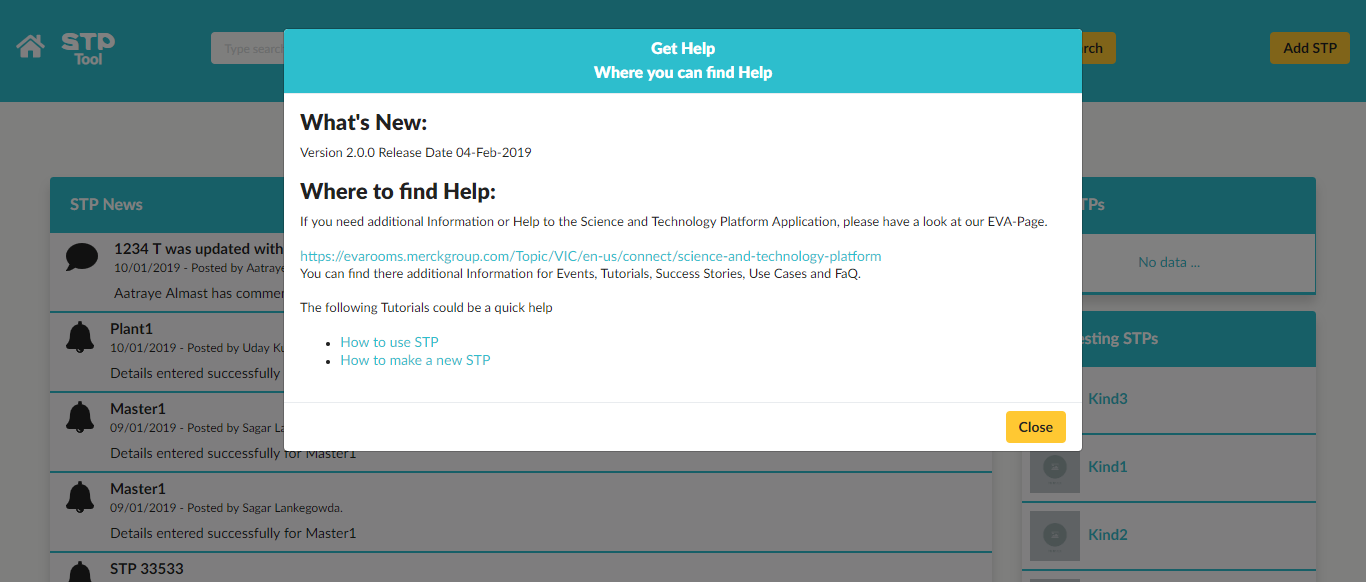 STP
Tool
Type search
rch
Add STP
Get Help
Where you can find Help
What's New:
Version 2.0.0 Release Date 04-Feb-2019
Where to find Help:
If you need additional Information or Help to the Science and Technology Platform Application, please have a look at our EVA-Page.
https://evarooms.merckgroup.com/Topic/VIC/en-us/connect/science-and-technology-platform
You can find there additional Information for Events, Tutorials, Success Stories, Use Cases and FaQ.
The following Tutorials could be a quick help
• How to use STP
• How to make a new STP
Close
STP News
1234 T was updated with
10/01/2019 - Posted by Aatraye
Aatraye Almast has commen
Plant1
10/01/2019 - Posted by Uday Ku
Details entered successfully
Master1
09/01/2019 - Posted by Sagar La
Details entered successfully for Master1
Master1
09/01/2019 - Posted by Sagar Lankegowda.
Details entered successfully for Master1
STP 33533
TPs
No data ...
esting STPs
Kind3
Kind1
Kind2